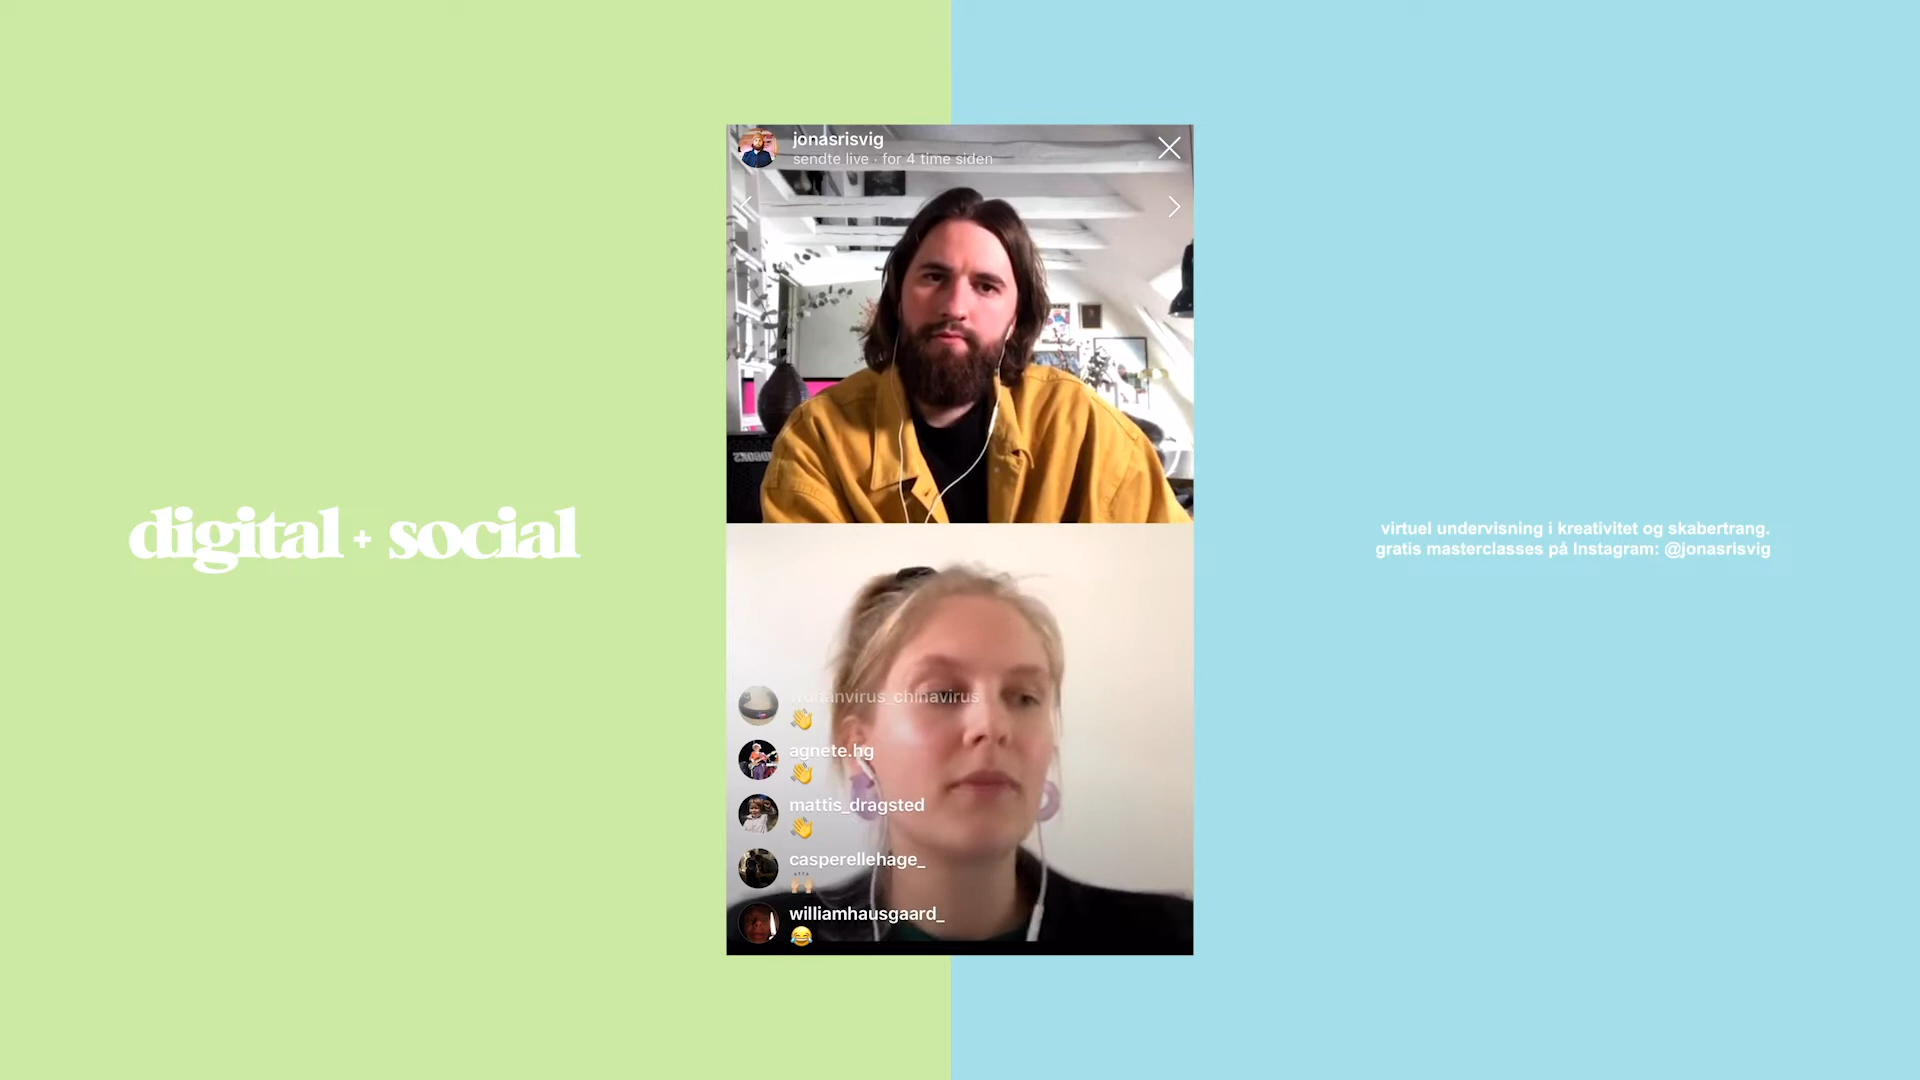 jonasrisvig
sendte live · for 4 time siden
digital + social
virtuel undervisning i kreativitet og skabertrang.
gratis masterclasses på Instagram: @jonasrisvig
wuhanvirus_chinavirus
👋
agnete.hg
👋
mattis_dragsted
👋
casperellehage_
🙌🏼
williamhausgaard_
😂